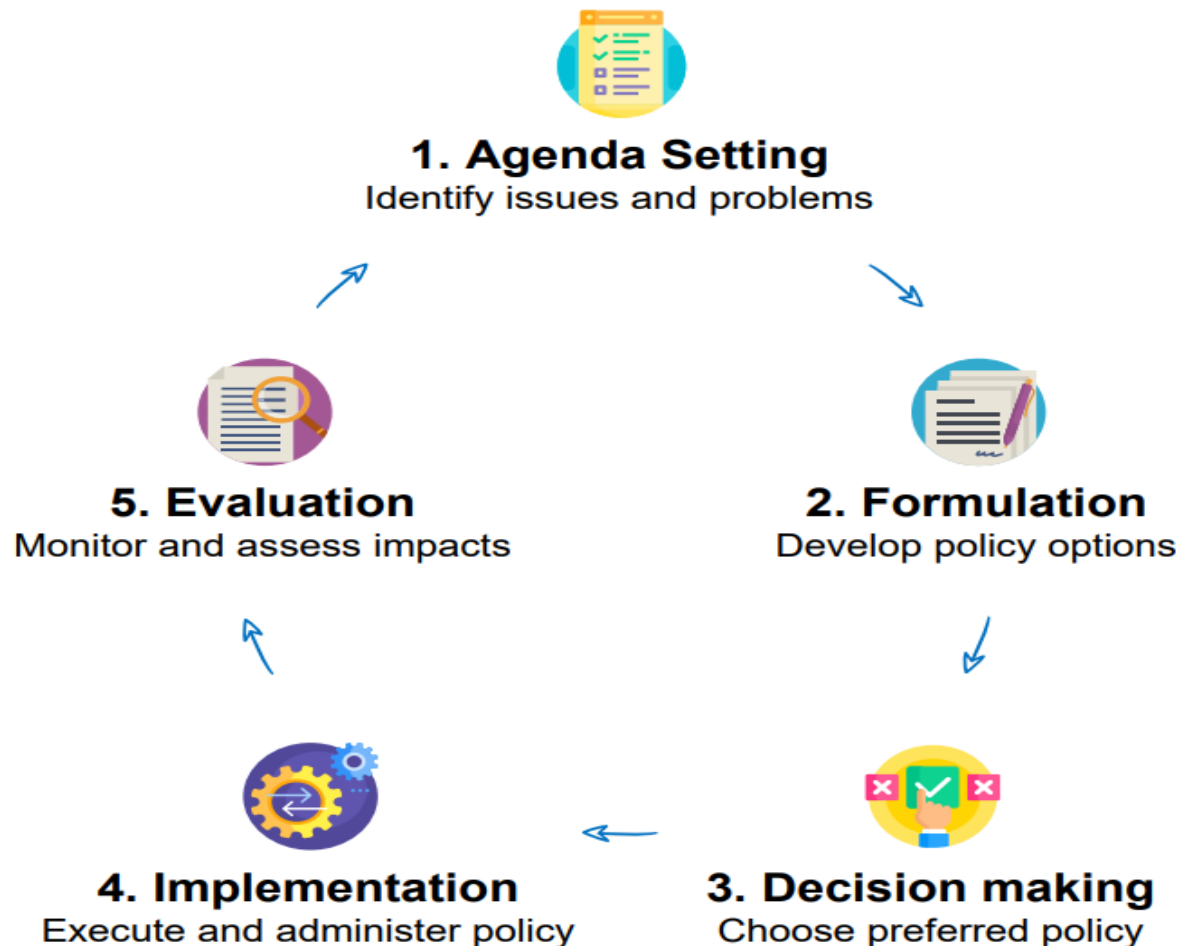 1. Agenda Setting
Identify issues and problems
2. Formulation
Develop policy options
3. Decision making
Choose preferred policy
4. Implementation
Execute and administer policy
5. Evaluation
Monitor and assess impacts